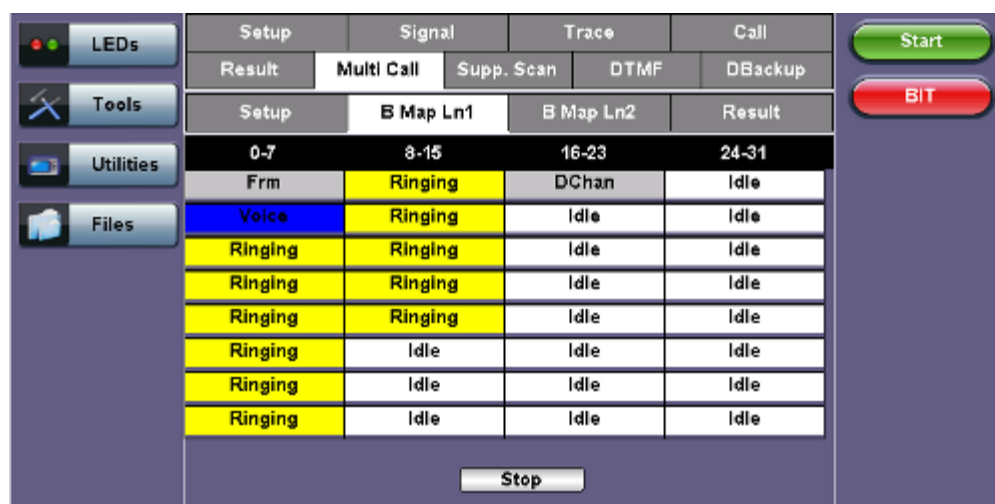 LEDs
Tools
Utilities
Files
Setup Signal Trace Call
Result Multi Call Supp. Scan DTMF DBackup
Setup B Map Ln1 B Map Ln2 Result
0-7 8-15 16-23 24-31
Frm Ringing DChan Idle
Voice Ringing Idle Idle
Ringing Ringing Idle Idle
Ringing Ringing Idle Idle
Ringing Ringing Idle Idle
Ringing Idle Idle Idle
Ringing Idle Idle Idle
Ringing Idle Idle Idle
Stop
Start
BIT